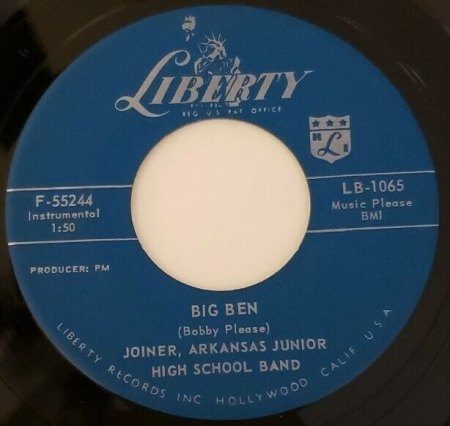 LIBERTY
REG. U.S. PAT. OFFICE
L
F-55244
Instrumental
1:50
LB-1065
Music Please
BMI
PRODUCER: PM
BIG BEN
(Bobby Please)
JOINER, ARKANSAS JUNIOR
HIGH SCHOOL BAND
LIBERTY RECORDS INC HOLLYWOOD CALIF U.S.A